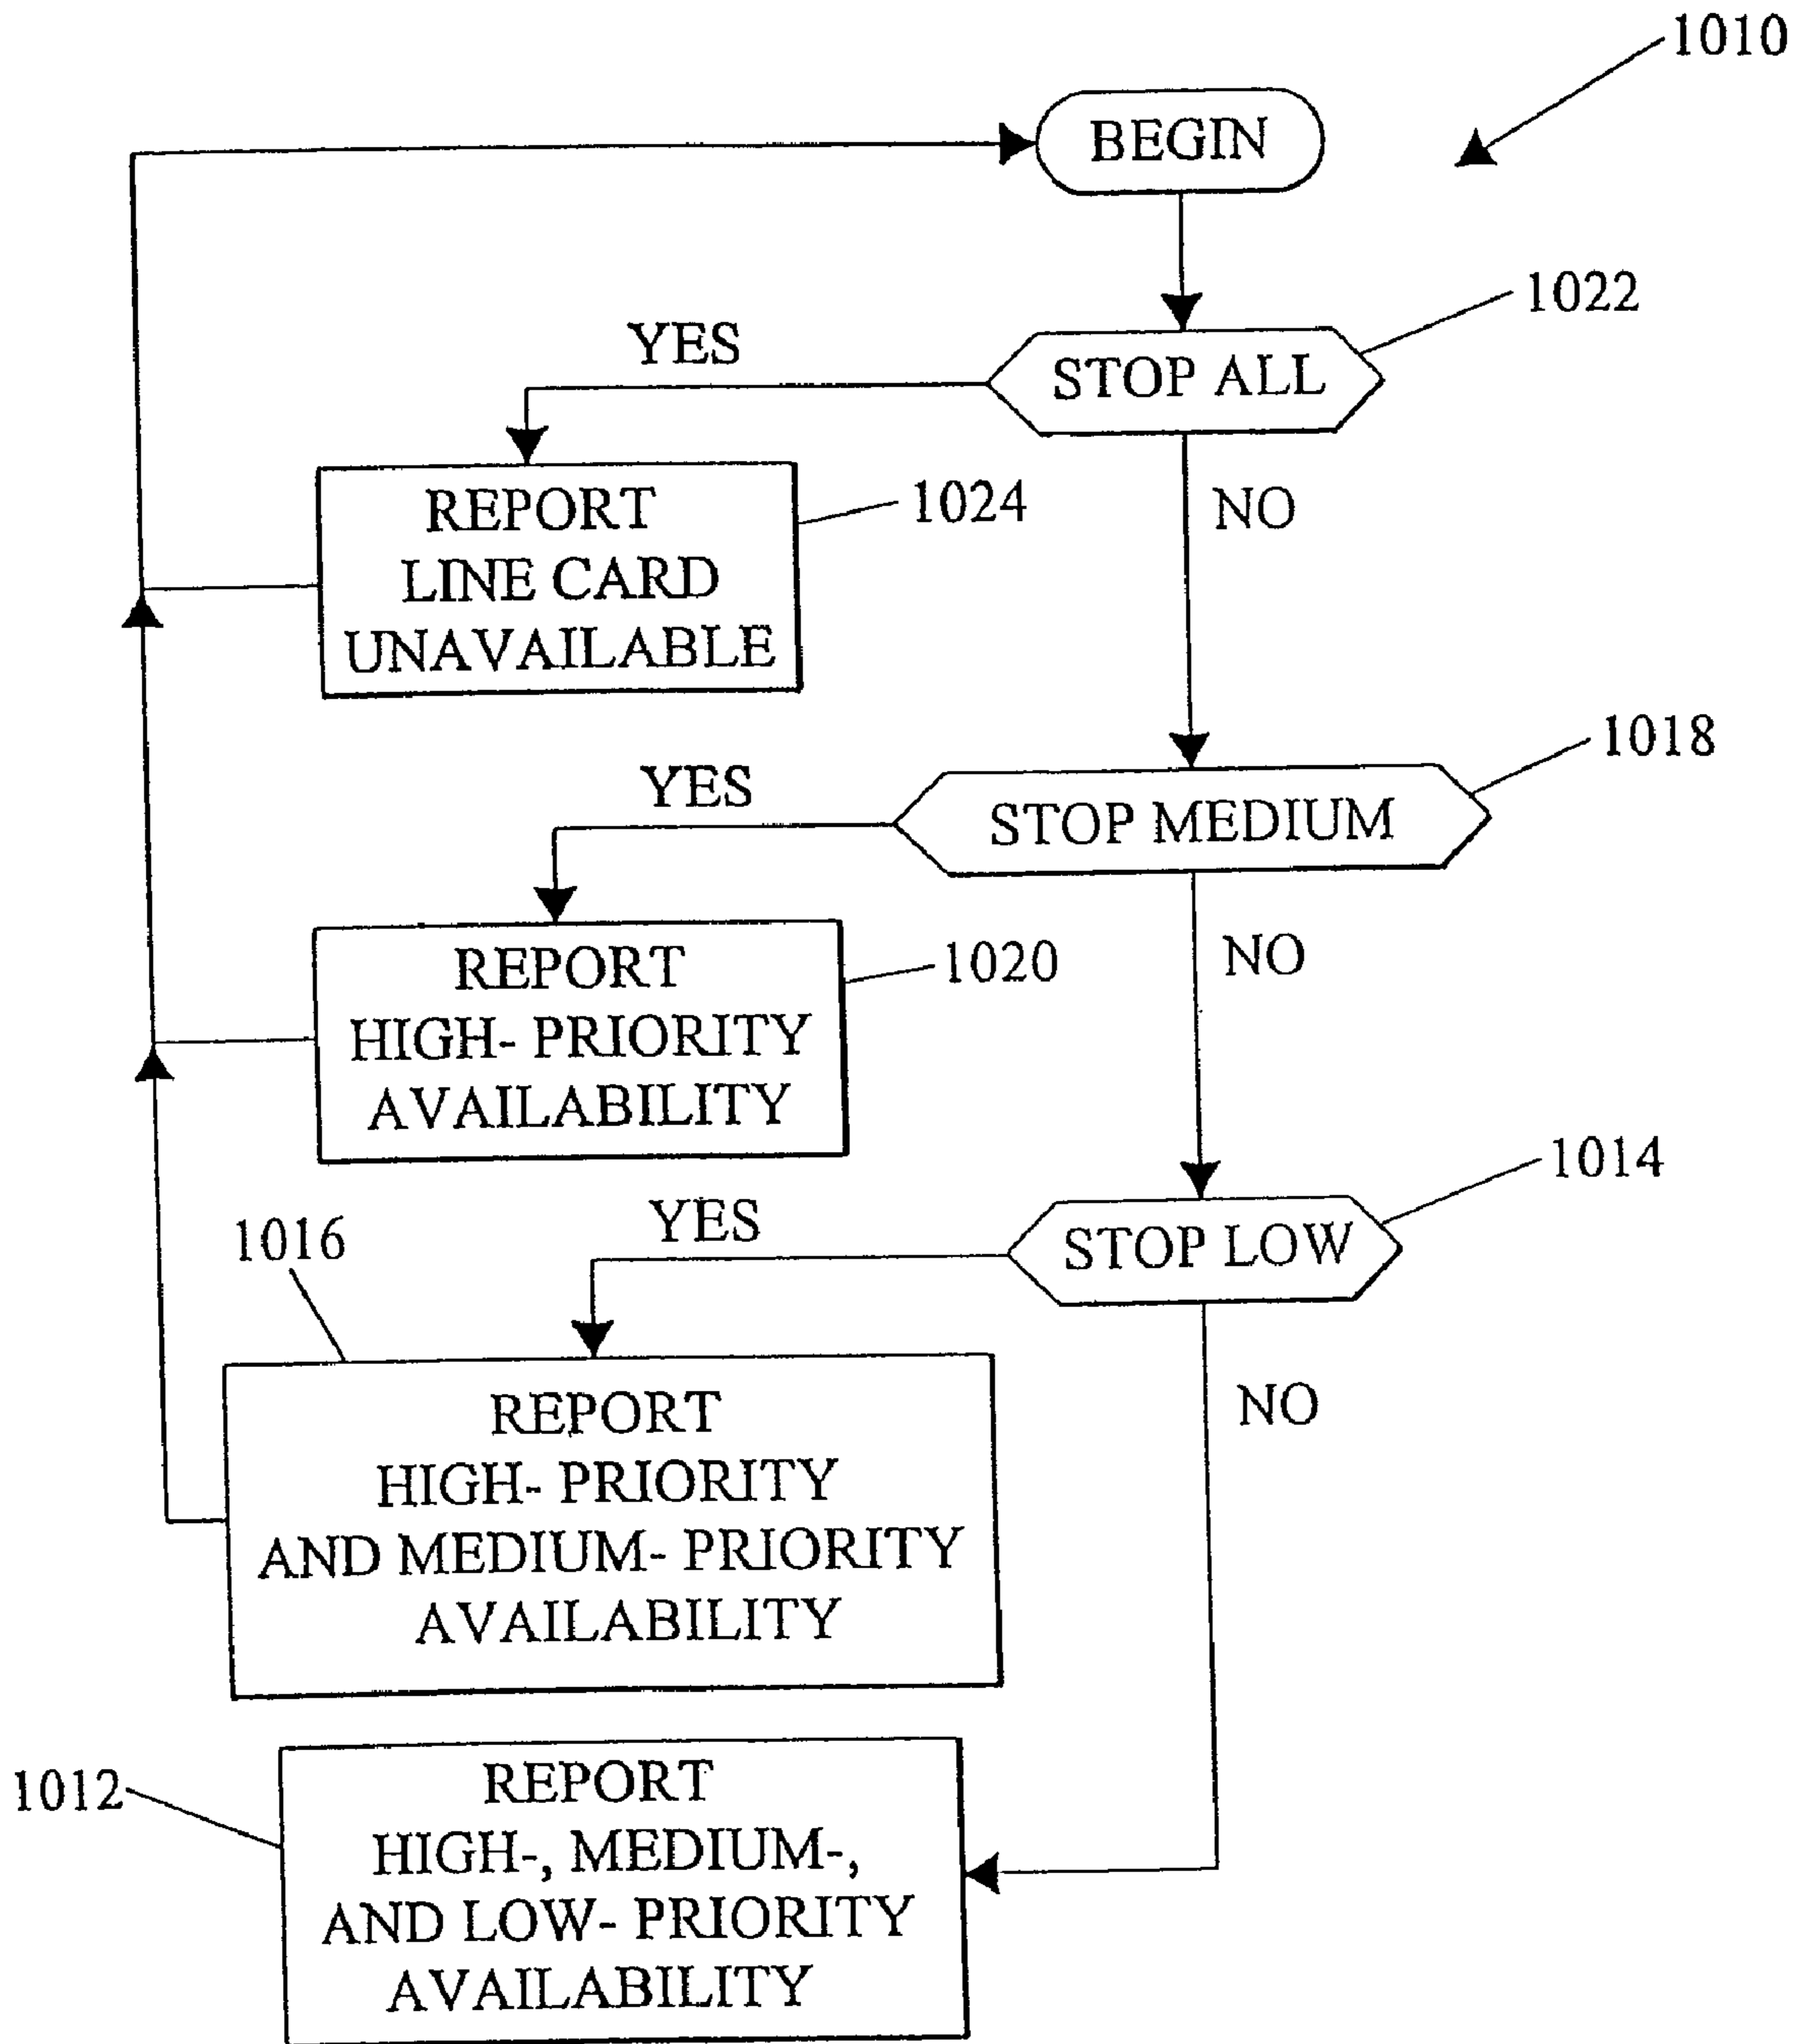 1010
BEGIN
1022
YES
STOP ALL
REPORT
LINE CARD
UNAVAILABLE
1024
NO
1018
YES
STOP MEDIUM
REPORT
HIGH- PRIORITY
AVAILABILITY
1020
NO
1014
YES
STOP LOW
1016
REPORT
HIGH- PRIORITY
AND MEDIUM- PRIORITY
AVAILABILITY
NO
1012
REPORT
HIGH-, MEDIUM-,
AND LOW- PRIORITY
AVAILABILITY